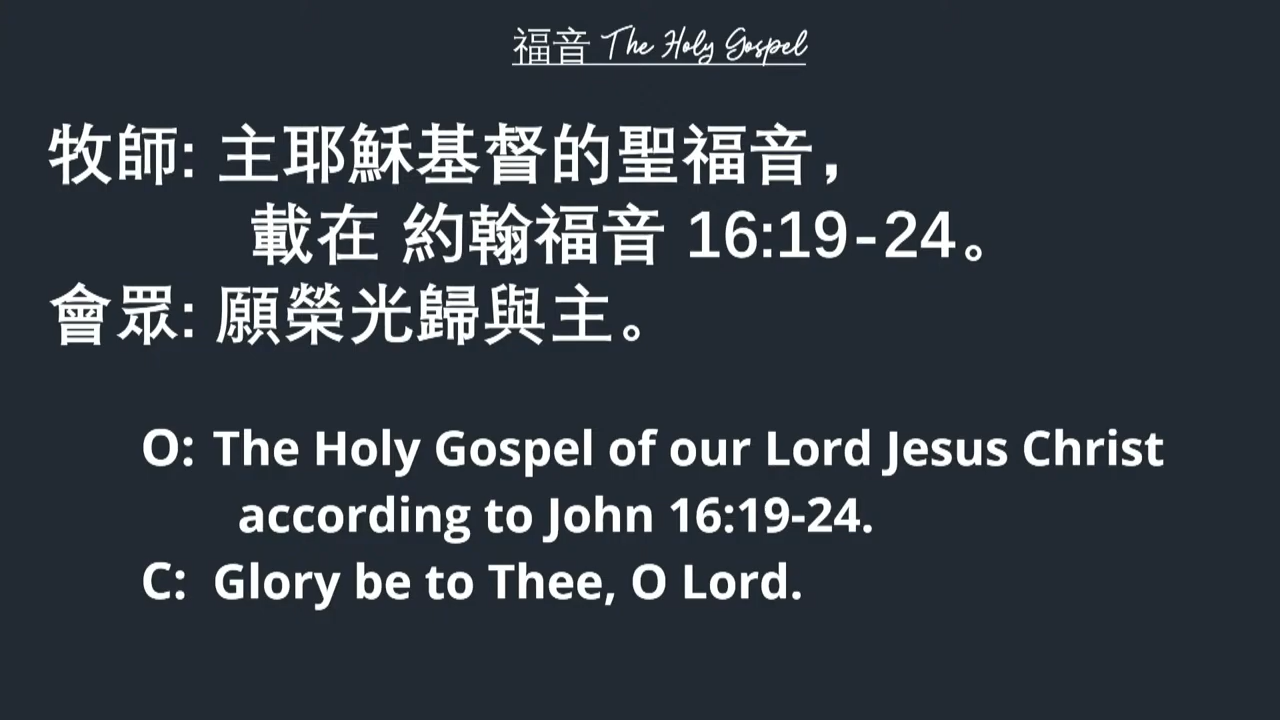 福音 The Holy Gospel
牧師: 主耶穌基督的聖福音，
載在 約翰福音 16:19-24。
會眾: 願榮光歸與主。
O: The Holy Gospel of our Lord Jesus Christ
according to John 16:19-24.
C: Glory be to Thee, O Lord.